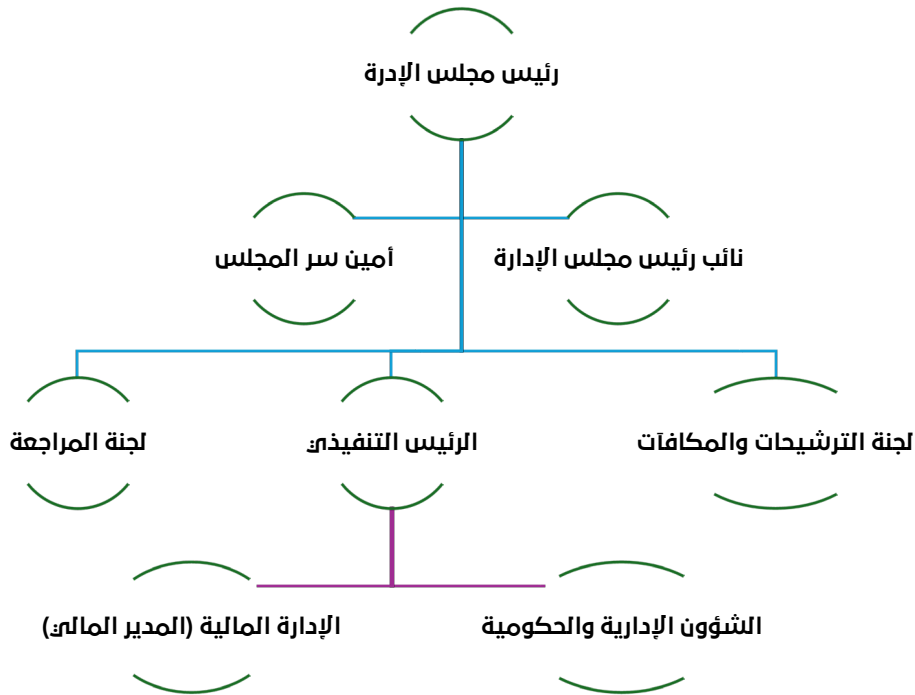 رئيس مجلس الإدرة
نائب رئيس مجلس الإدارة
أمين سر المجلس
لجنة الترشيحات والمكافآت
الرئيس التنفيذي
لجنة المراجعة
الشؤون الإدارية والحكومية
الإدارة المالية (المدير المالي)